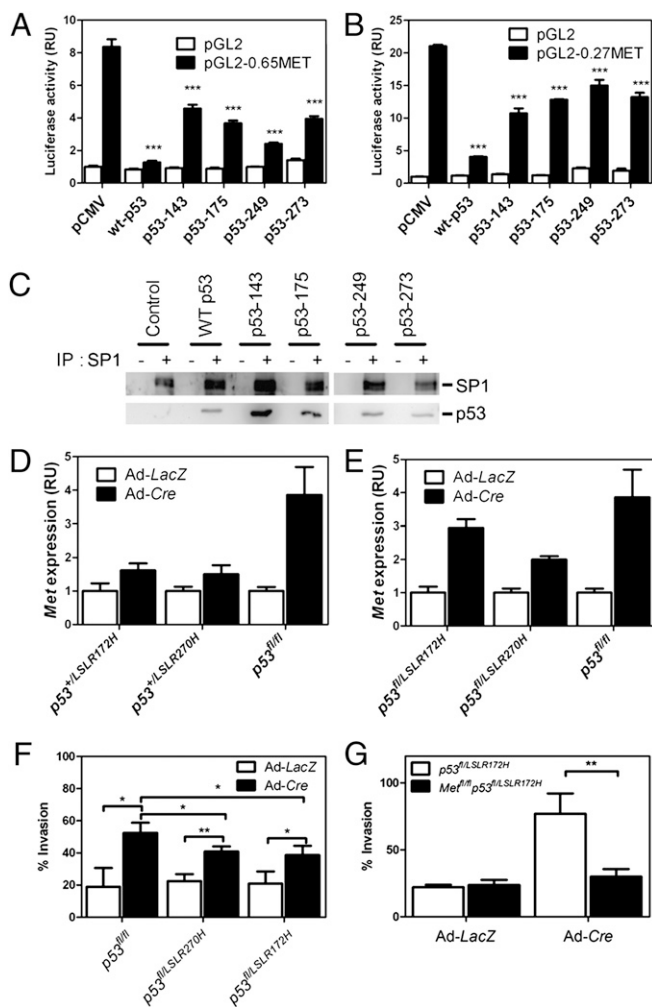 A
Luciferase activity (RU)
10
8
6
4
2
0
pGL2
pGL2-0.65MET
***
***
***
***
***
pCMV
wt-p53
p53-143
p53-175
p53-249
p53-273
B
Luciferase activity (RU)
25
20
15
10
5
0
pGL2
pGL2-0.27MET
***
***
***
***
***
pCMV
wt-p53
p53-143
p53-175
p53-249
p53-273
C
Control
WT p53
p53-143
p53-175
p53-249
p53-273
IP : SP1 - + - + - + - + - + - +
SP1
p53
D
Met expression (RU)
5
4
3
2
1
0
Ad-LacZ
Ad-Cre
p53+/LSLR172H
p53+/LSLR270H
p53fl/fl
E
Met expression (RU)
5
4
3
2
1
0
Ad-LacZ
Ad-Cre
p53fl/LSLR172H
p53fl/LSLR270H
p53fl/fl
F
% Invasion
100
80
60
40
20
0
Ad-LacZ
Ad-Cre
*
*
*
**
*
p53fl/fl
p53fl/LSLR270H
p53fl/LSLR172H
G
% Invasion
100
50
0
p53fl/LSLR172H
Metfl/flp53fl/LSLR172H
**
Ad-LacZ
Ad-Cre